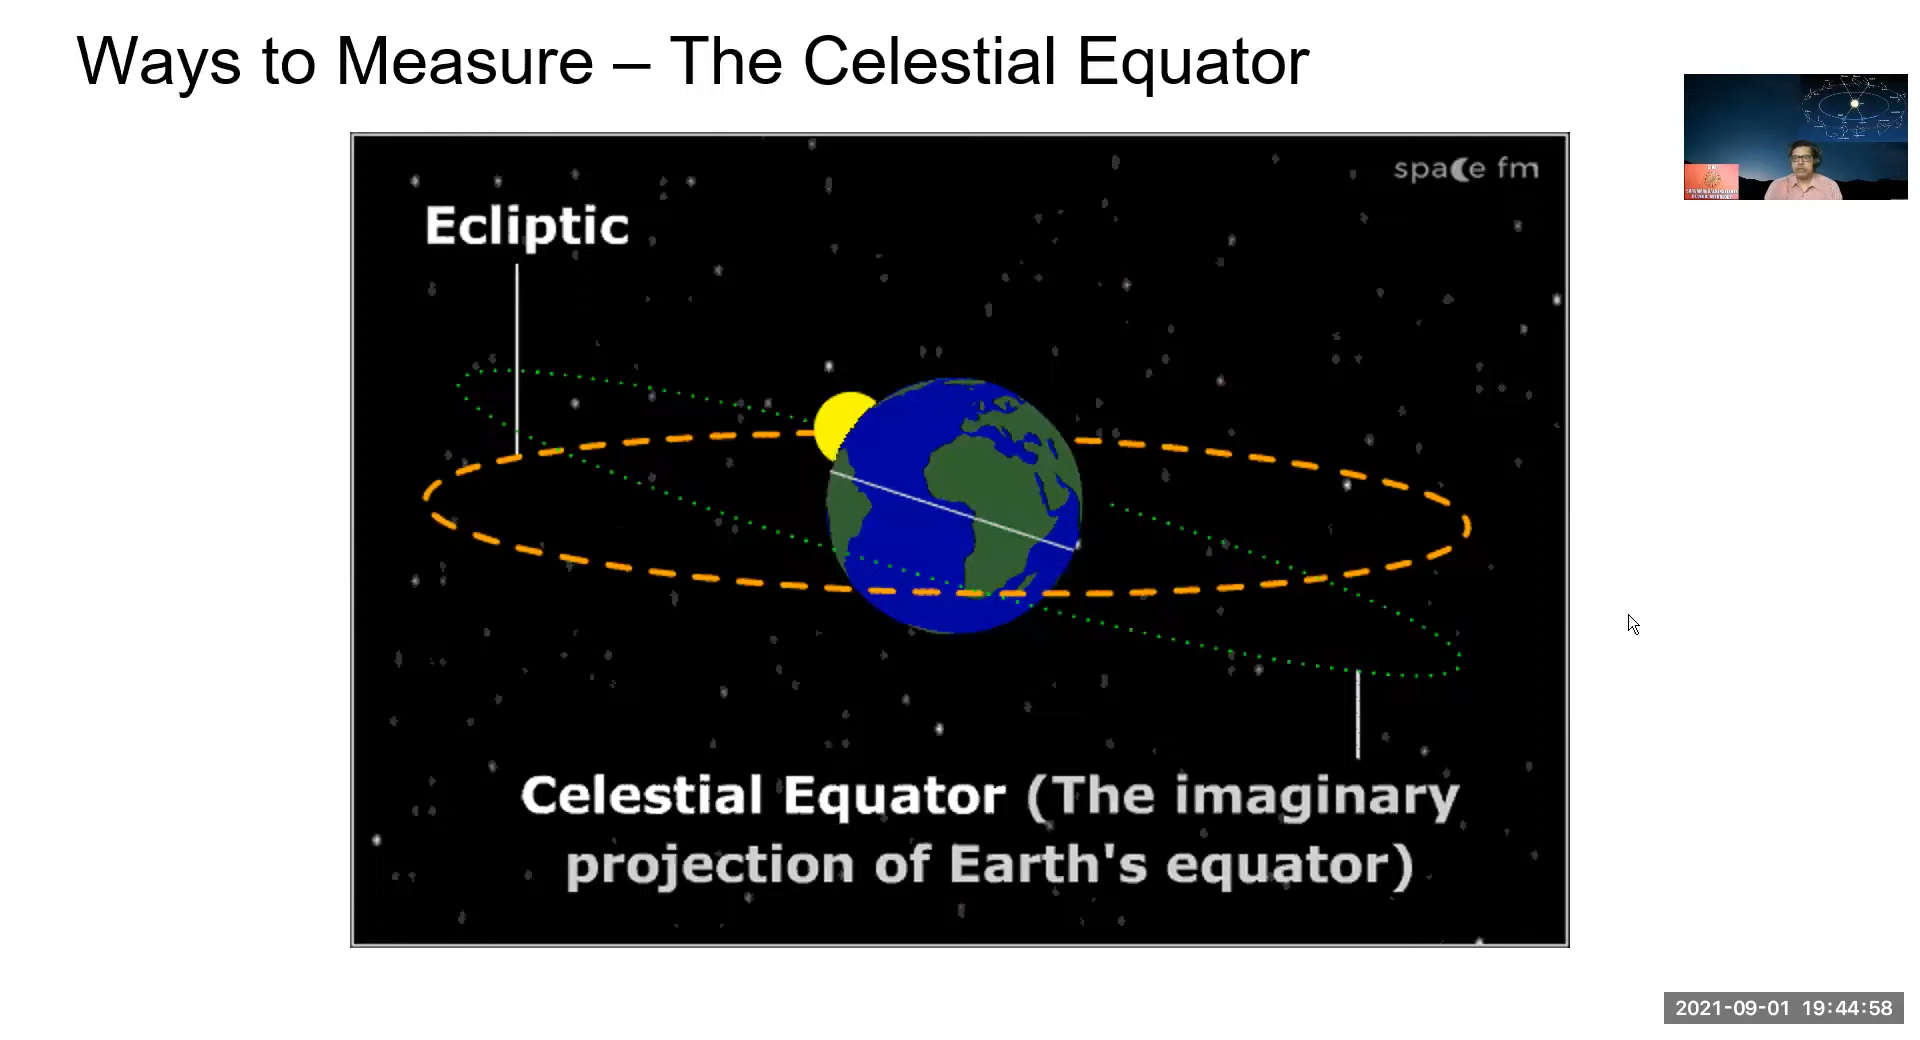 Ways to Measure – The Celestial Equator
space fm
Ecliptic
Celestial Equator (The imaginary
projection of Earth's equator)
2021-09-01 19:44:58